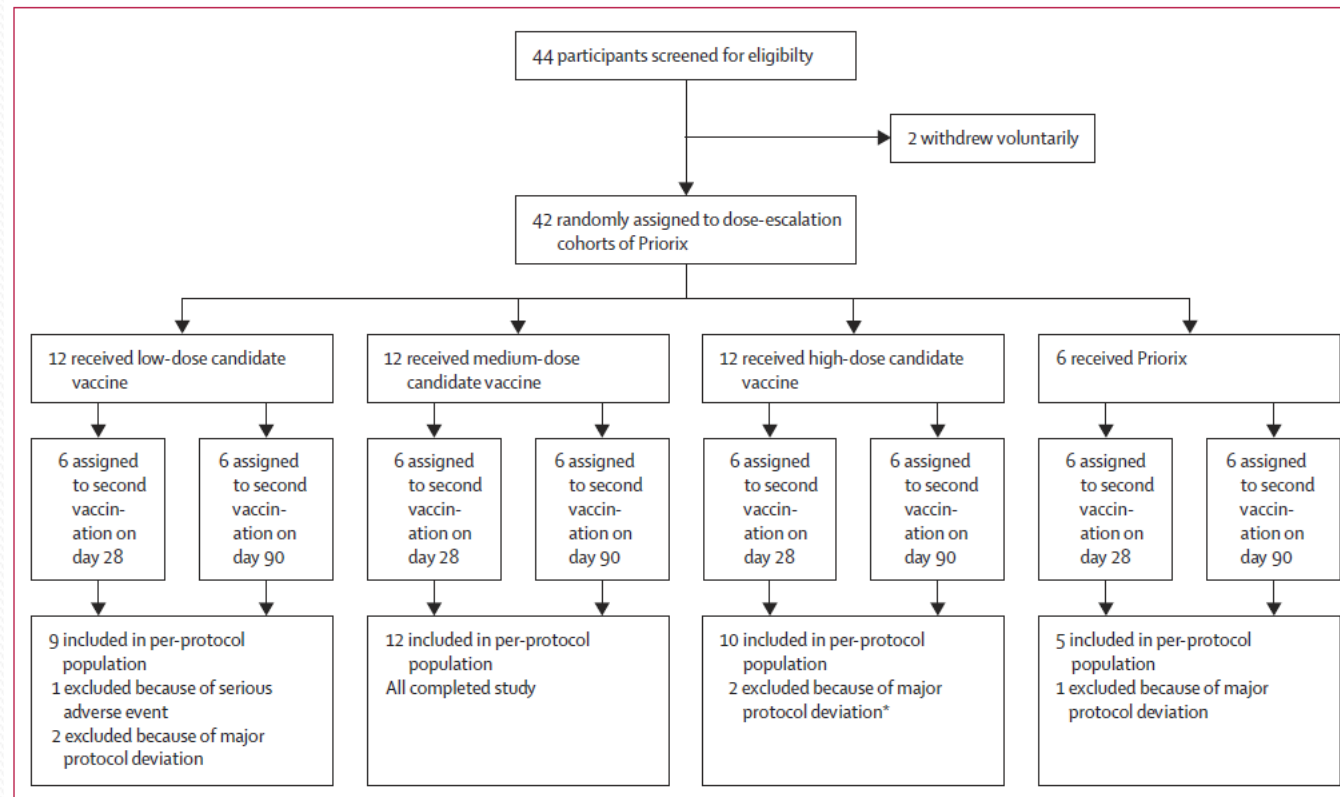 44 participants screened for eligibilty
2 withdrew voluntarily
42 randomly assigned to dose-escalation
cohorts of Priorix
12 received low-dose candidate
vaccine
12 received medium-dose
candidate vaccine
12 received high-dose candidate
vaccine
6 received Priorix
6 assigned
to second
vaccin-
ation on
day 28
6 assigned
to second
vaccin-
ation on
day 90
6 assigned
to second
vaccin-
ation on
day 28
6 assigned
to second
vaccin-
ation on
day 90
6 assigned
to second
vaccin-
ation on
day 28
6 assigned
to second
vaccin-
ation on
day 90
6 assigned
to second
vaccin-
ation on
day 28
6 assigned
to second
vaccin-
ation on
day 90
9 included in per-protocol
population
1 excluded because of serious
adverse event
2 excluded because of major
protocol deviation
12 included in per-protocol
population
All completed study
10 included in per-protocol
population
2 excluded because of major
protocol deviation*
5 included in per-protocol
population
1 excluded because of major
protocol deviation